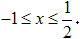 -1 ≤ x ≤ 1/2.